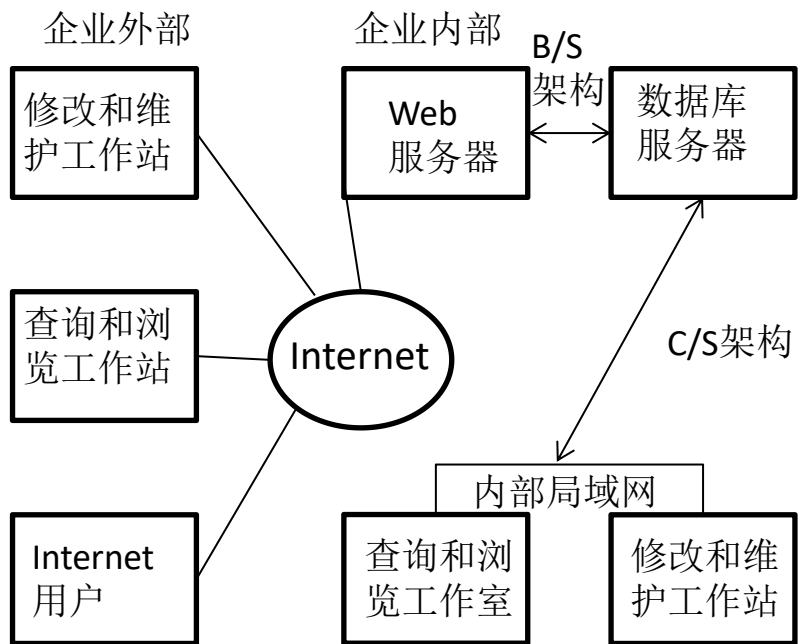 企业外部
企业内部
B/S
架构
修改和维
护工作站
Web
服务器
数据库
服务器
查询和浏
览工作站
Internet
C/S架构
内部局域网
Internet
用户
查询和浏
览工作室
修改和维
护工作站